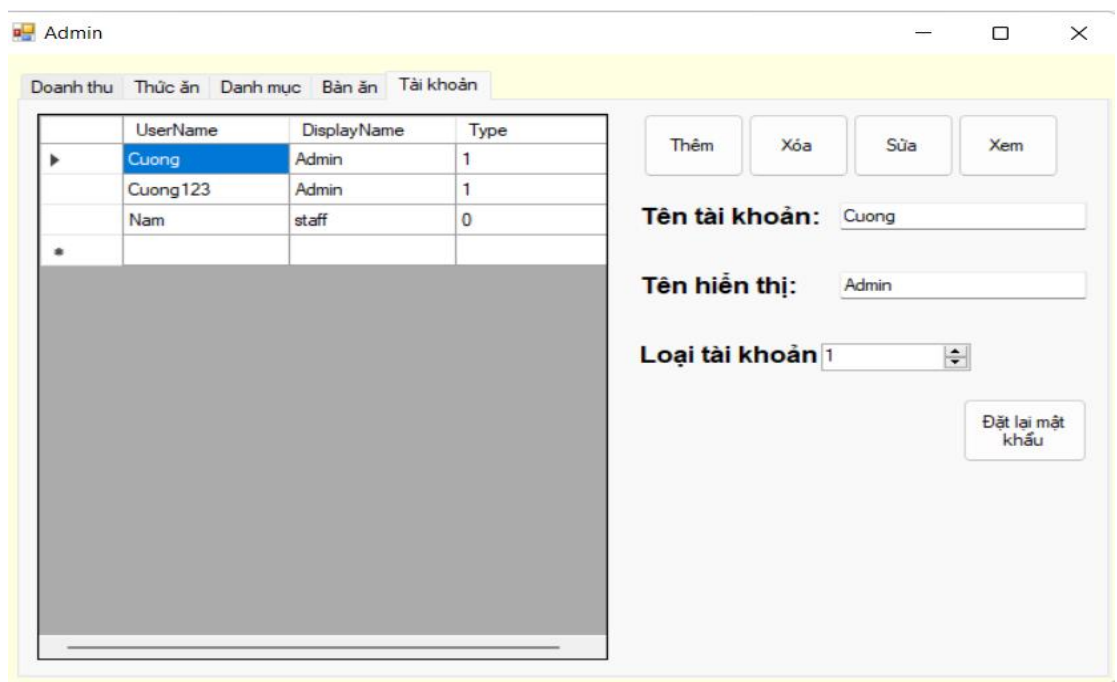 Admin
Doanh thu Thức ăn Danh mục Bàn ăn Tài khoản
UserName DisplayName Type
Cuong Admin 1
Cuong123 Admin 1
Nam staff 0
Thêm Xóa Sửa Xem
Tên tài khoản: Cuong
Tên hiển thị: Admin
Loại tài khoản 1
Đặt lại mật
khẩu